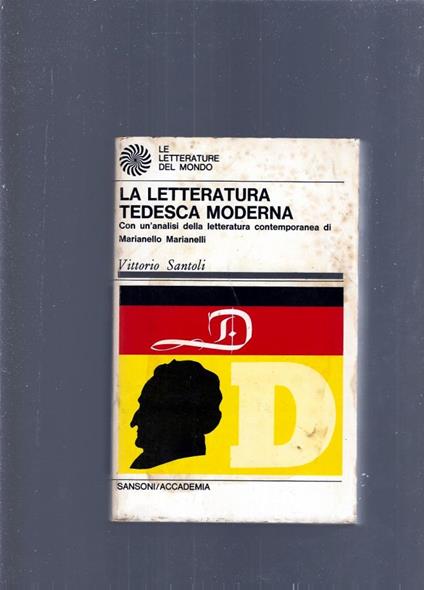 LE
LETTERATURE
DEL MONDO
LA LETTERATURA
TEDESCA MODERNA
Con un'analisi della letteratura contemporanea di
Marianello Marianelli
Vittorio Santoli
D
D
SANSONI/ACCADEMIA